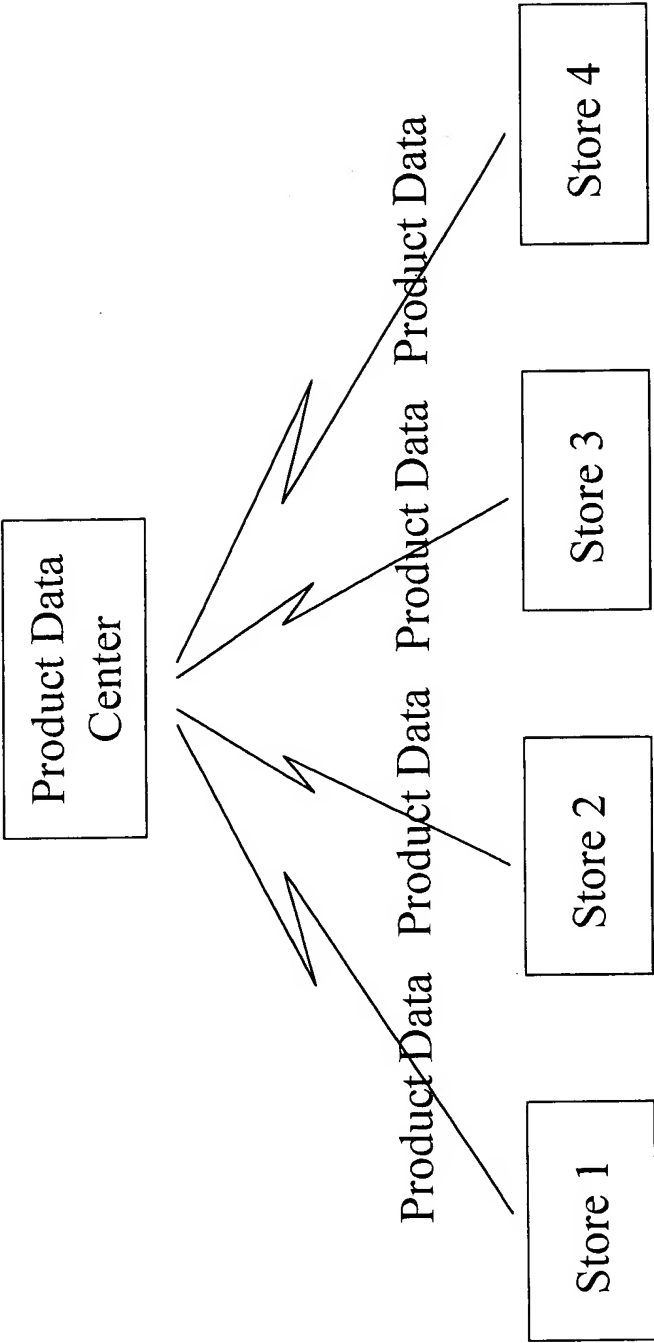 Product Data
Center
Product Data
Product Data
Product Data
Product Data
Store 1
Store 2
Store 3
Store 4